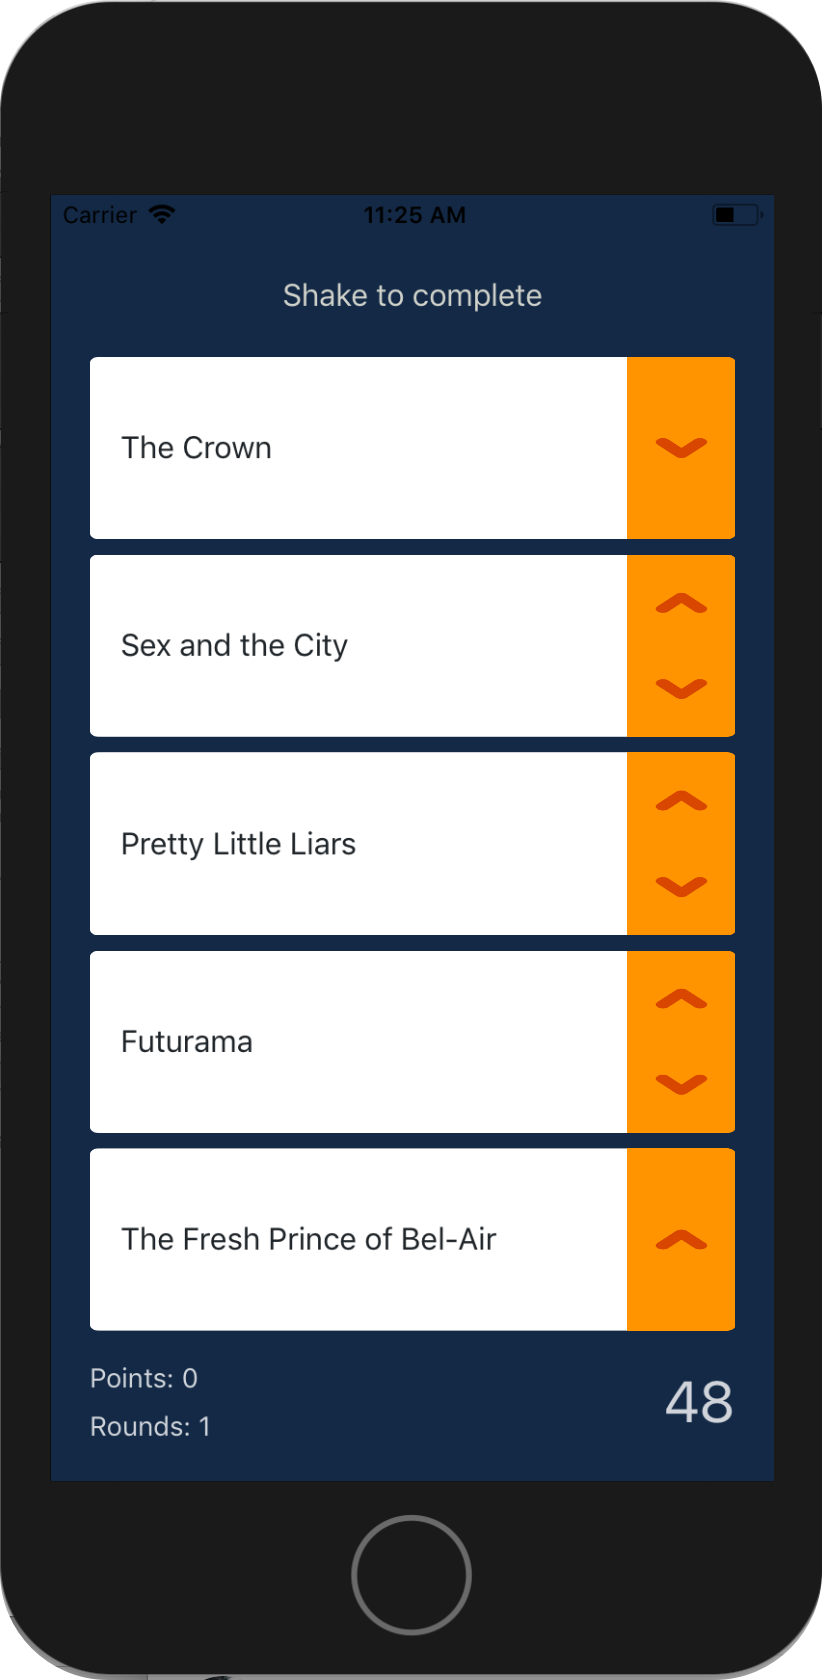 Carrier
11:25 AM
Shake to complete
The Crown
Sex and the City
Pretty Little Liars
Futurama
The Fresh Prince of Bel-Air
Points: 0
Rounds: 1
48